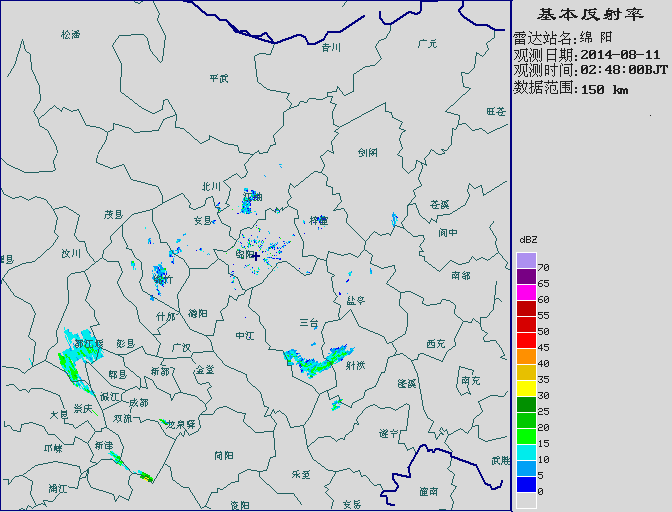 基本反射率
雷达站名:绵 阳
观测日期:2014-08-11
观测时间:02:48:00BJT
数据范围:150 km
dBZ
70
65
60
55
50
45
40
35
30
25
20
15
10
5
0
松潘
青川
广元
平武
旺苍
剑阁
北川
江油
苍溪
茂县
安县
梓潼
阆中
汶川
绵阳
南部
盐亭
什邡
德阳
三台
中江
都江堰
彭县
广汉
西充
郫县
新都
金堂
射洪
蓬溪
南充
温江
成都
崇庆
大邑
双流
龙泉驿
遂宁
新津
邛崃
简阳
乐至
武胜
蒲江
资阳
安岳
潼南